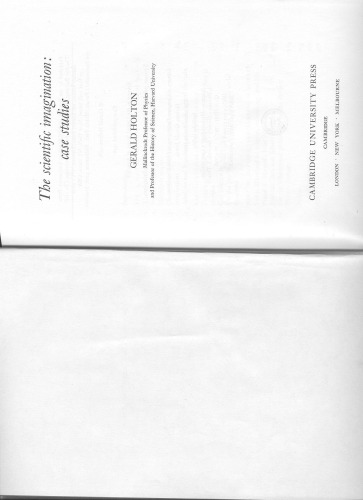 The scientific imagination:
case studies
GERALD HOLTON
Mallinckrodt Professor of Physics
and Professor of the History of Science, Harvard University
CAMBRIDGE UNIVERSITY PRESS
CAMBRIDGE
LONDON · NEW YORK · MELBOURNE